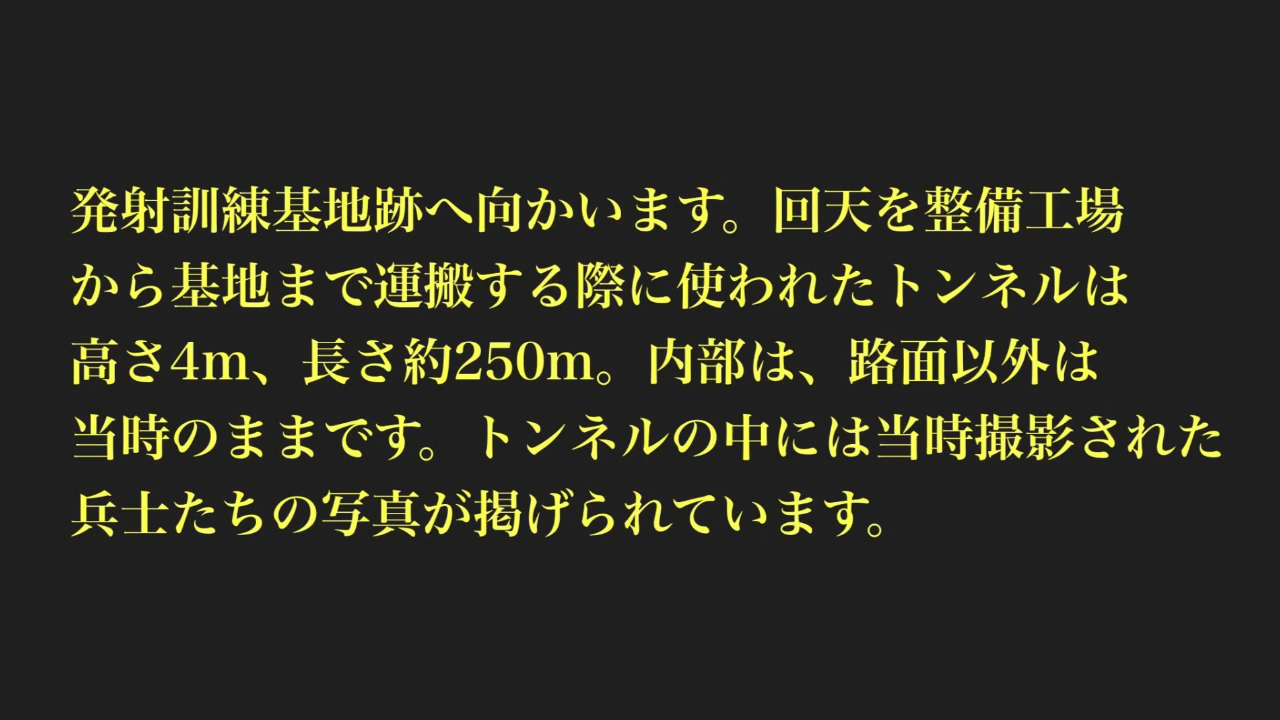 発射訓練基地跡へ向かいます。回天を整備工場
から基地まで運搬する際に使われたトンネルは
高さ4m、長さ約250m。内部は、路面以外は
当時のままです。トンネルの中には当時撮影された
兵士たちの写真が掲げられています。